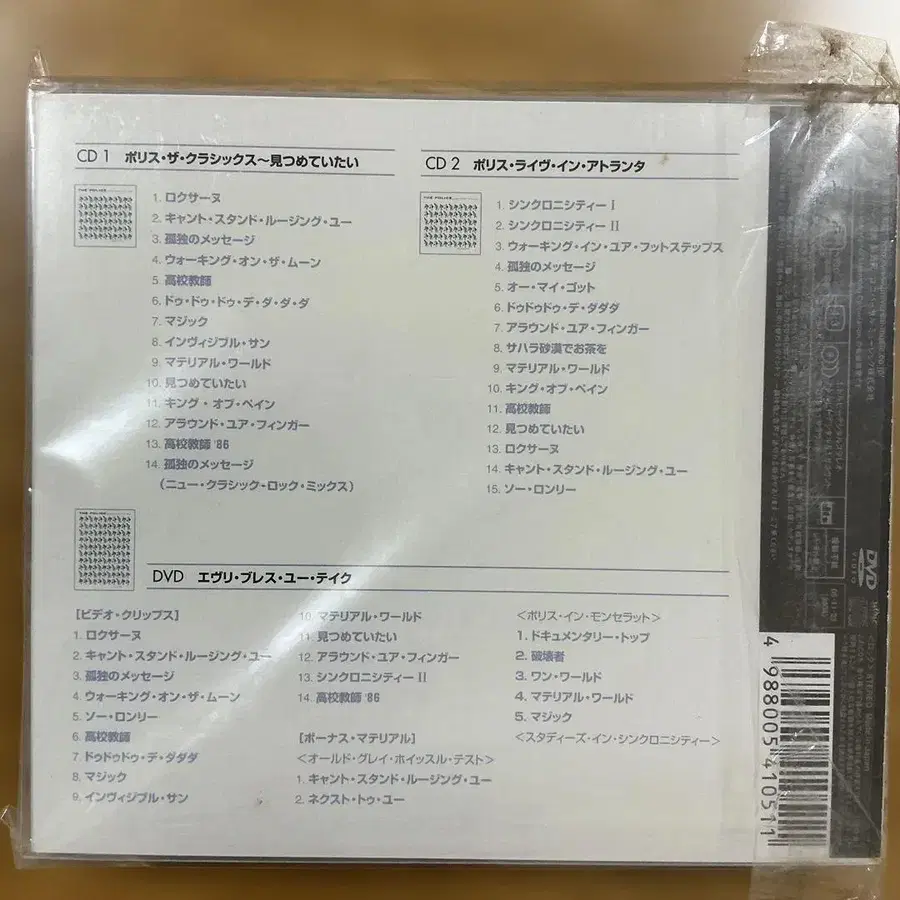 CD 1 ポリス・ザ・クラシックス〜見つめていたい
THE POLICE
1. ロクサーヌ
2. キャント・スタンド・ルージング・ユー
3. 孤独のメッセージ
4. ウォーキング・オン・ザ・ムーン
5. 高校教師
6. ドゥ・ドゥ・ドゥ・デ・ダ・ダ・ダ
7. マジック
8. インヴィジブル・サン
9. マテリアル・ワールド
10. 見つめていたい
11. キング・オブ・ペイン
12. アラウンド・ユア・フィンガー
13. 高校教師 '86
14. 孤独のメッセージ
(ニュー・クラシック-ロック・ミックス)
CD 2 ポリス・ライヴ・イン・アトランタ
THE POLICE
1. シンクロニシティー I
2. シンクロニシティー II
3. ウォーキング・イン・ユア・フットステップス
4. 孤独のメッセージ
5. オー・マイ・ゴット
6. ドゥドゥドゥ・デ・ダダダ
7. アラウンド・ユア・フィンガー
8. サハラ砂漠でお茶を
9. マテリアル・ワールド
10. キング・オブ・ペイン
11. 高校教師
12. 見つめていたい
13. ロクサーヌ
14. キャント・スタンド・ルージング・ユー
15. ソー・ロンリー
THE POLICE
DVD エヴリ・ブレス・ユー・テイク
[ビデオ・クリップス]
1. ロクサーヌ
2. キャント・スタンド・ルージング・ユー
3. 孤独のメッセージ
4. ウォーキング・オン・ザ・ムーン
5. ソー・ロンリー
6. 高校教師
7. ドゥドゥドゥ・デ・ダダダ
8. マジック
9. インヴィジブル・サン
10. マテリアル・ワールド
11. 見つめていたい
12. アラウンド・ユア・フィンガー
13. シンクロニシティー II
14. 高校教師 '86
[ボーナス・マテリアル]
<オールド・グレイ・ホイッスル・テスト>
1. キャント・スタンド・ルージング・ユー
2. ネクスト・トゥ・ユー
<ポリス・イン・モンセラット>
1. ドキュメンタリー・トップ
2. 破壊者
3. ワン・ワールド
4. マテリアル・ワールド
5. マジック
<スタディーズ・イン・シンクロニシティー>
DVD
VIDEO
4 988005 410511